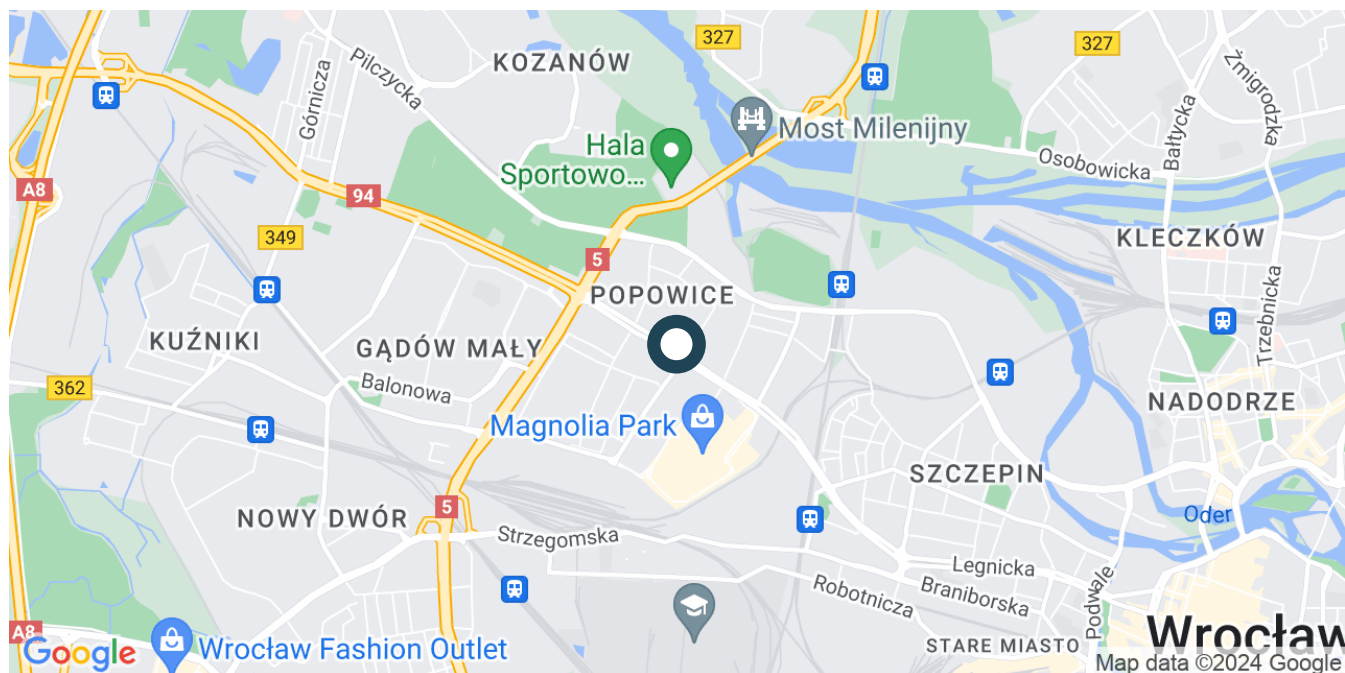 327
327
KOZANÓW
Pilczycka
Górnicza
Most Milenijny
Hala
Sportowo...
Osobowicka
Bałtycka
Żmigrodzka
A8
94
349
5
KLECZKÓW
POPOWICE
KUŹNIKI
GĄDÓW MAŁY
Trzebnicka
362
Balonowa
NADODRZE
Magnolia Park
SZCZEPIN
5
NOWY DWÓR
Oder
Strzegomska
Legnicka
Robotnicza
Braniborska
Podwale
A8
Google
Wrocław Fashion Outlet
STARE MIASTO
Wrocław
Map data ©2024 Google